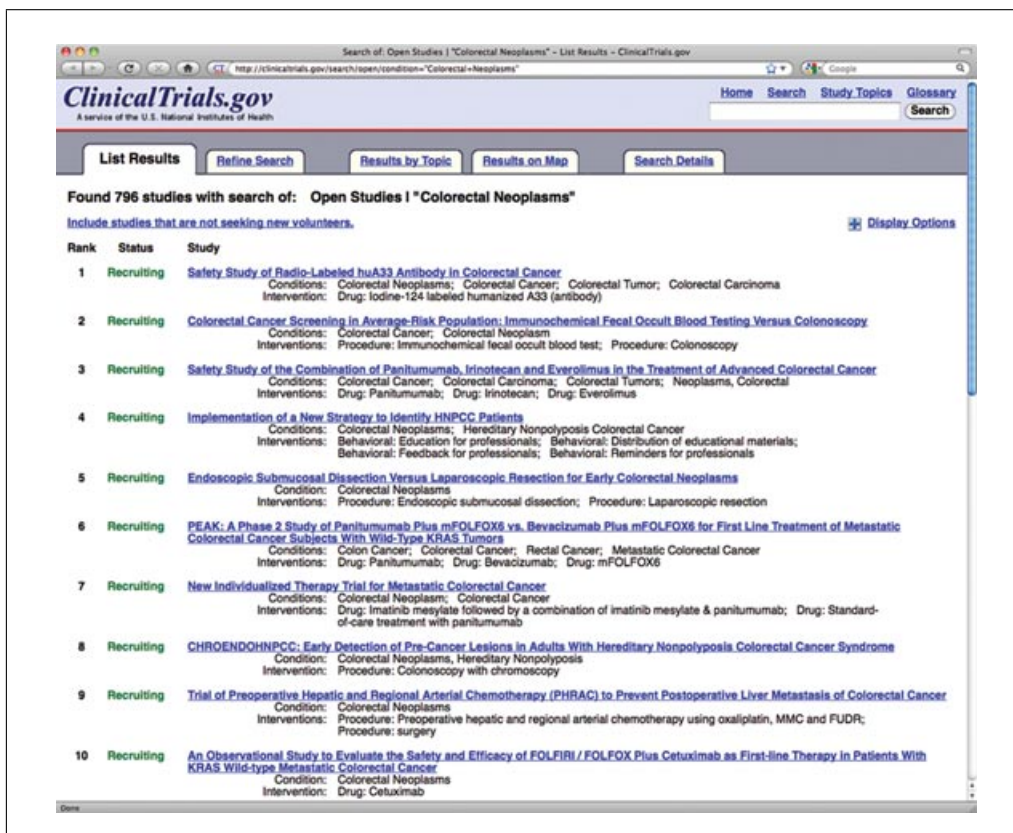 Search of: Open Studies | "Colorectal Neoplasms" – List Results – ClinicalTrials.gov
CT http://clinicaltrials.gov/search/open/condition="Colorectal+Neoplasms" Google
ClinicalTrials.gov
A service of the U.S. National Institutes of Health
Home Search Study Topics Glossary
Search
List Results Refine Search Results by Topic Results on Map Search Details
Found 796 studies with search of: Open Studies | "Colorectal Neoplasms"
Include studies that are not seeking new volunteers. Display Options
Rank Status Study
1 Recruiting Safety Study of Radio-Labeled huA33 Antibody in Colorectal Cancer
Conditions: Colorectal Neoplasms; Colorectal Cancer; Colorectal Tumor; Colorectal Carcinoma
Intervention: Drug: Iodine-124 labeled humanized A33 (antibody)
2 Recruiting Colorectal Cancer Screening in Average-Risk Population: Immunochemical Fecal Occult Blood Testing Versus Colonoscopy
Conditions: Colorectal Cancer; Colorectal Neoplasm
Interventions: Procedure: Immunochemical fecal occult blood test; Procedure: Colonoscopy
3 Recruiting Safety Study of the Combination of Panitumumab, Irinotecan and Everolimus in the Treatment of Advanced Colorectal Cancer
Conditions: Colorectal Cancer; Colorectal Carcinoma; Colorectal Tumors; Neoplasms, Colorectal
Interventions: Drug: Panitumumab; Drug: Irinotecan; Drug: Everolimus
4 Recruiting Implementation of a New Strategy to Identify HNPCC Patients
Conditions: Colorectal Neoplasms; Hereditary Nonpolyposis Colorectal Cancer
Interventions: Behavioral: Education for professionals; Behavioral: Distribution of educational materials;
Behavioral: Feedback for professionals; Behavioral: Reminders for professionals
5 Recruiting Endoscopic Submucosal Dissection Versus Laparoscopic Resection for Early Colorectal Neoplasms
Condition: Colorectal Neoplasms
Interventions: Procedure: Endoscopic submucosal dissection; Procedure: Laparoscopic resection
6 Recruiting PEAK: A Phase 2 Study of Panitumumab Plus mFOLFOX6 vs. Bevacizumab Plus mFOLFOX6 for First Line Treatment of Metastatic
Colorectal Cancer Subjects With Wild-Type KRAS Tumors
Conditions: Colon Cancer; Colorectal Cancer; Rectal Cancer; Metastatic Colorectal Cancer
Interventions: Drug: Panitumumab; Drug: Bevacizumab; Drug: mFOLFOX6
7 Recruiting New Individualized Therapy Trial for Metastatic Colorectal Cancer
Conditions: Colorectal Neoplasm; Colorectal Cancer
Interventions: Drug: Imatinib mesylate followed by a combination of imatinib mesylate & panitumumab; Drug: Standard-
of-care treatment with panitumumab
8 Recruiting CHROENDOHNPCC: Early Detection of Pre-Cancer Lesions in Adults With Hereditary Nonpolyposis Colorectal Cancer Syndrome
Condition: Colorectal Neoplasms, Hereditary Nonpolyposis
Intervention: Procedure: Colonoscopy with chromoscopy
9 Recruiting Trial of Preoperative Hepatic and Regional Arterial Chemotherapy (PHRAC) to Prevent Postoperative Liver Metastasis of Colorectal Cancer
Condition: Colorectal Neoplasms
Interventions: Procedure: Preoperative hepatic and regional arterial chemotherapy using oxaliplatin, MMC and FUDR;
Procedure: surgery
10 Recruiting An Observational Study to Evaluate the Safety and Efficacy of FOLFIRI / FOLFOX Plus Cetuximab as First-line Therapy in Patients With
KRAS Wild-type Metastatic Colorectal Cancer
Condition: Colorectal Neoplasms
Intervention: Drug: Cetuximab
Done